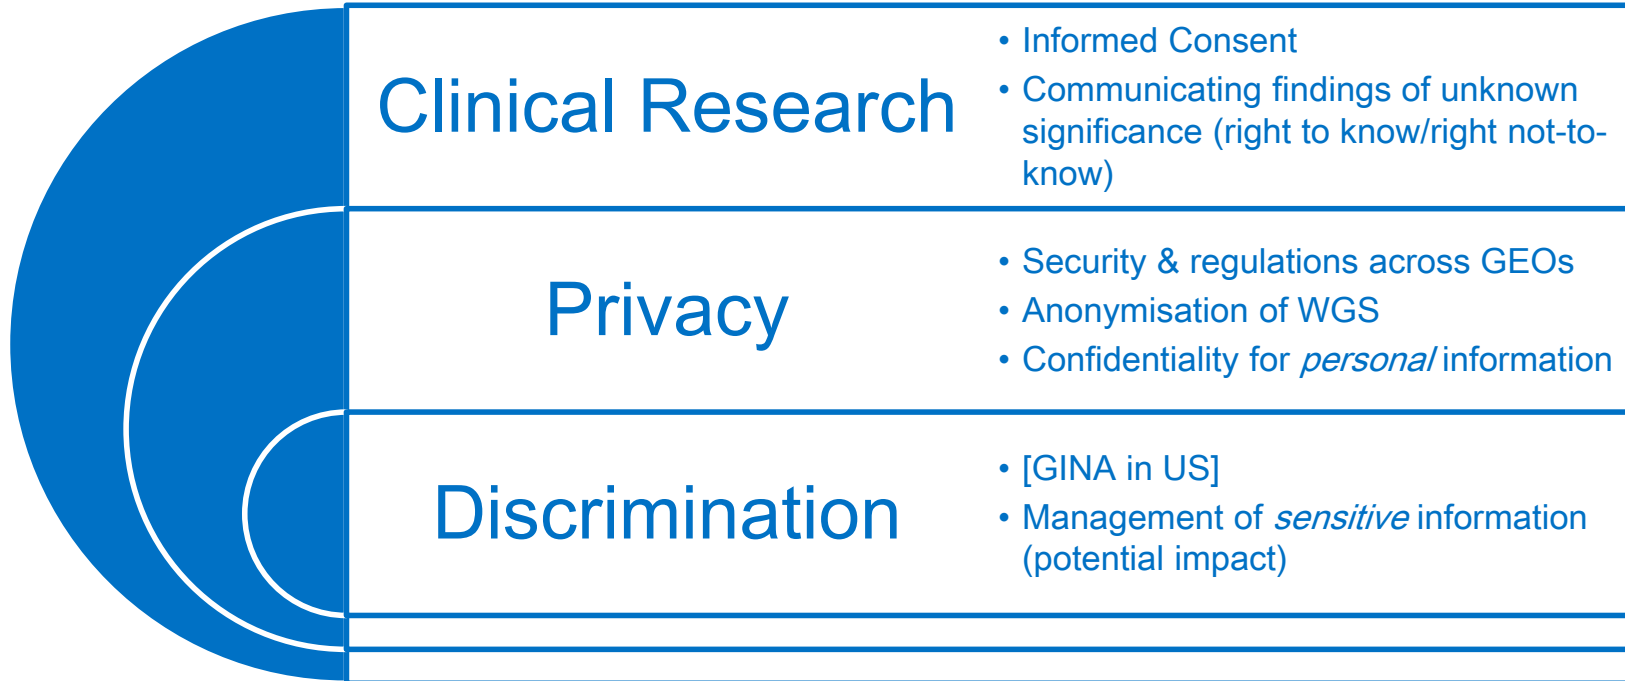 Clinical Research
• Informed Consent
• Communicating findings of unknown
significance (right to know/right not-to-
know)
Privacy
• Security & regulations across GEOs
• Anonymisation of WGS
• Confidentiality for personal information
Discrimination
• [GINA in US]
• Management of sensitive information
(potential impact)